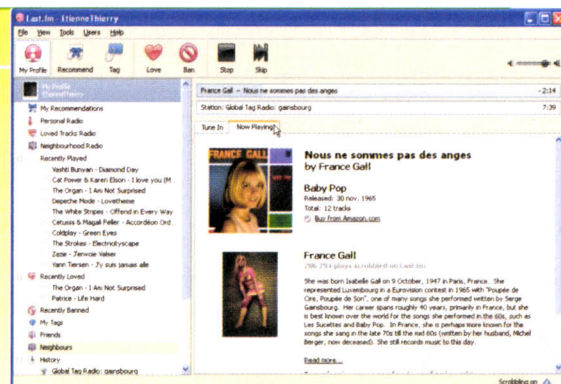 Last.fm - EtienneThierry
File View Tools Users Help
My Profile Recommend Tag Love Ban Stop Skip
My Profile
EtienneThierry
My Recommendations
Personal Radio
Loved Tracks Radio
Neighbourhood Radio
Recently Played
Vashti Bunyan - Diamond Day
Cat Power & Karen Elson - I love you (M...
The Organ - I Am Not Surprised
Depeche Mode - Lovetheme
The White Stripes - Offend in Every Way
Cetusss & Magali Peller - Accordéon Ord...
Coldplay - Green Eyes
The Strokes - Electricityscape
Zazie - J'envoie Valser
Yann Tiersen - J'y suis jamais allé
Recently Loved
The Organ - I Am Not Surprised
Patrice - Life Hard
Recently Banned
My Tags
Friends
Neighbours
History
Global Tag Radio: gainsbourg
France Gall – Nous ne sommes pas des anges - 2:14
Station: Global Tag Radio: gainsbourg 7:39
Tune In Now Playing
FRANCE GALL
Nous ne sommes pas des anges
by France Gall
Baby Pop
Released: 30 nov. 1965
Total: 12 tracks
Buy from Amazon.com
France Gall
plays scrobbled on Last.fm
She was born Isabelle Gall on 9 October, 1947 in Paris, France. She
represented Luxembourg in a Eurovision contest in 1965 with "Poupée de
Cire, Poupée de Son", one of many songs she performed written by Serge
Gainsbourg. Her career spans roughly 40 years, primarily in France, but she
is best known over the world for the songs she performed in the 60s, such as
Les Sucettes and Baby Pop. In France, she is perhaps more known for the
songs she sang in the late 70s till the mid 60s (written by her husband, Michel
Berger, now deceased). She still records music to this day.
Read more...
Scrobbling on